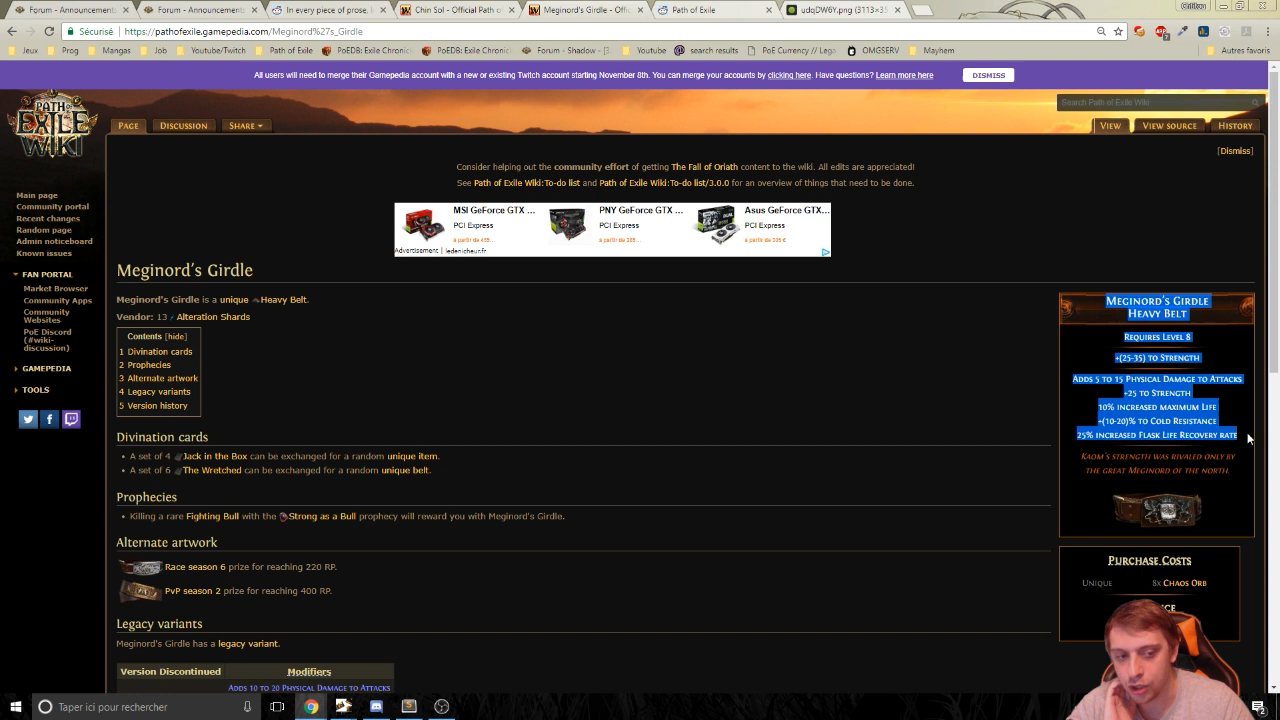 Forum - Announcement
Forum - Announcement
In every piece of prose, l
Chin Sol - Official Path o
Meginord's Girdle - Offic
Path of Exile
udqDW6Y.png (3113×35
Sécurisé
https://pathofexile.gamepedia.com/Meginord%27s_Girdle
Jeux
Prog
Mangas
Job
Youtube/Twitch
Path of Exile
PoEDB: Exile Chronic
PoEDB: Exile Chronic
Forum - Shadow - [3.
Youtube
search results
PoE Currency // Lega
OMGSERV
Mayhem
Autres favoris
All users will need to merge their Gamepedia account with a new or existing Twitch account starting November 8th. You can merge your accounts by clicking here. Have questions? Learn more here
DISMISS
PATH OF EXILE WIKI
Search Path of Exile Wiki
PAGE
DISCUSSION
SHARE
VIEW
VIEW SOURCE
HISTORY
[Dismiss]
Consider helping out the community effort of getting The Fall of Oriath content to the wiki. All edits are appreciated!
See Path of Exile Wiki:To-do list and Path of Exile Wiki:To-do list/3.0.0 for an overview of things that need to be done.
Main page
Community portal
Recent changes
Random page
Admin noticeboard
Known issues
FAN PORTAL
Market Browser
Community Apps
Community
Websites
PoE Discord
(#wiki-
discussion)
GAMEPEDIA
TOOLS
MSI GeForce GTX ...
PCI Express
PNY GeForce GTX ...
PCI Express
Asus GeForce GTX...
PCI Express
Advertisement | ledenicheur.fr
Meginord's Girdle
Meginord's Girdle is a unique Heavy Belt.
Vendor: 13 Alteration Shards
Contents [hide]
1 Divination cards
2 Prophecies
3 Alternate artwork
4 Legacy variants
5 Version history
Divination cards
• A set of 4 Jack in the Box can be exchanged for a random unique item.
• A set of 6 The Wretched can be exchanged for a random unique belt.
Prophecies
• Killing a rare Fighting Bull with the Strong as a Bull prophecy will reward you with Meginord's Girdle.
Alternate artwork
Race season 6 prize for reaching 220 RP.
PvP season 2 prize for reaching 400 RP.
Legacy variants
Meginord's Girdle has a legacy variant.
Version Discontinued
Modifiers
Adds 10 to 20 Physical Damage to Attacks
Meginord's Girdle
Heavy Belt
Requires Level 8
+(25-35) to Strength
Adds 5 to 15 Physical Damage to Attacks
+25 to Strength
10% increased maximum Life
+(10-20)% to Cold Resistance
25% increased Flask Life Recovery rate
Kaom's strength was rivaled only by
the great Meginord of the north.
Purchase Costs
Unique
8x Chaos Orb
Taper ici pour rechercher